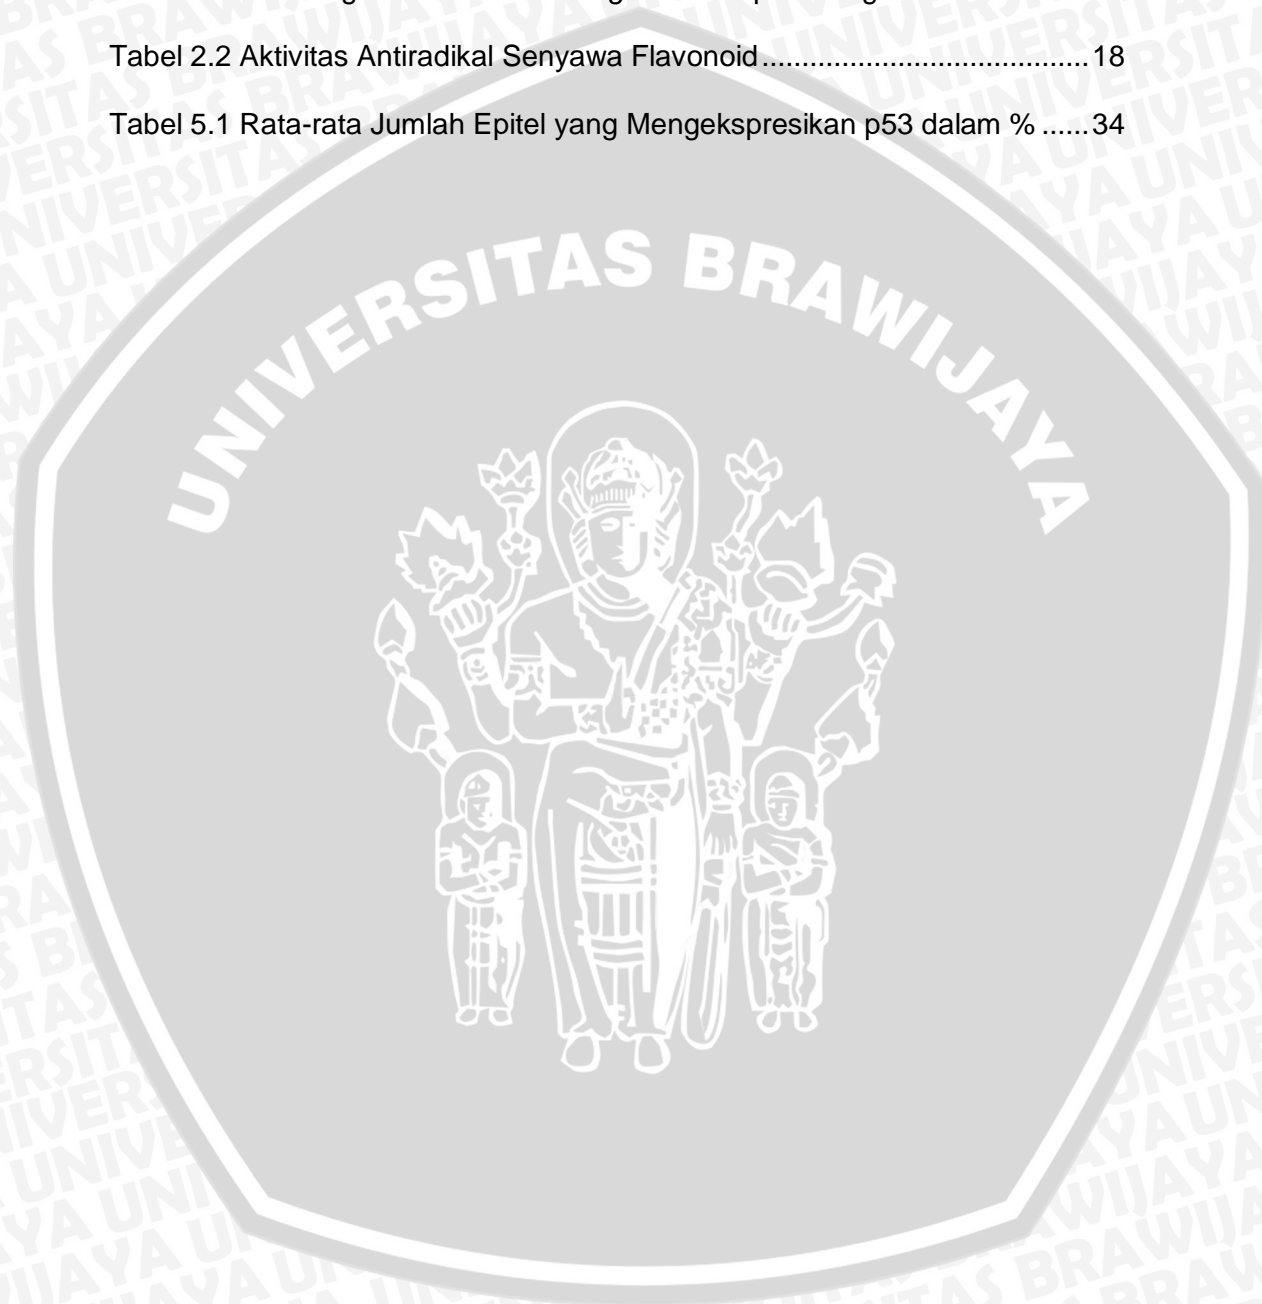 Tabel 2.2 Aktivitas Antiradikal Senyawa Flavonoid.........................................18
Tabel 5.1 Rata-rata Jumlah Epitel yang Mengekspresikan p53 dalam % ......34
UNIVERSITAS BRAWIJAYA